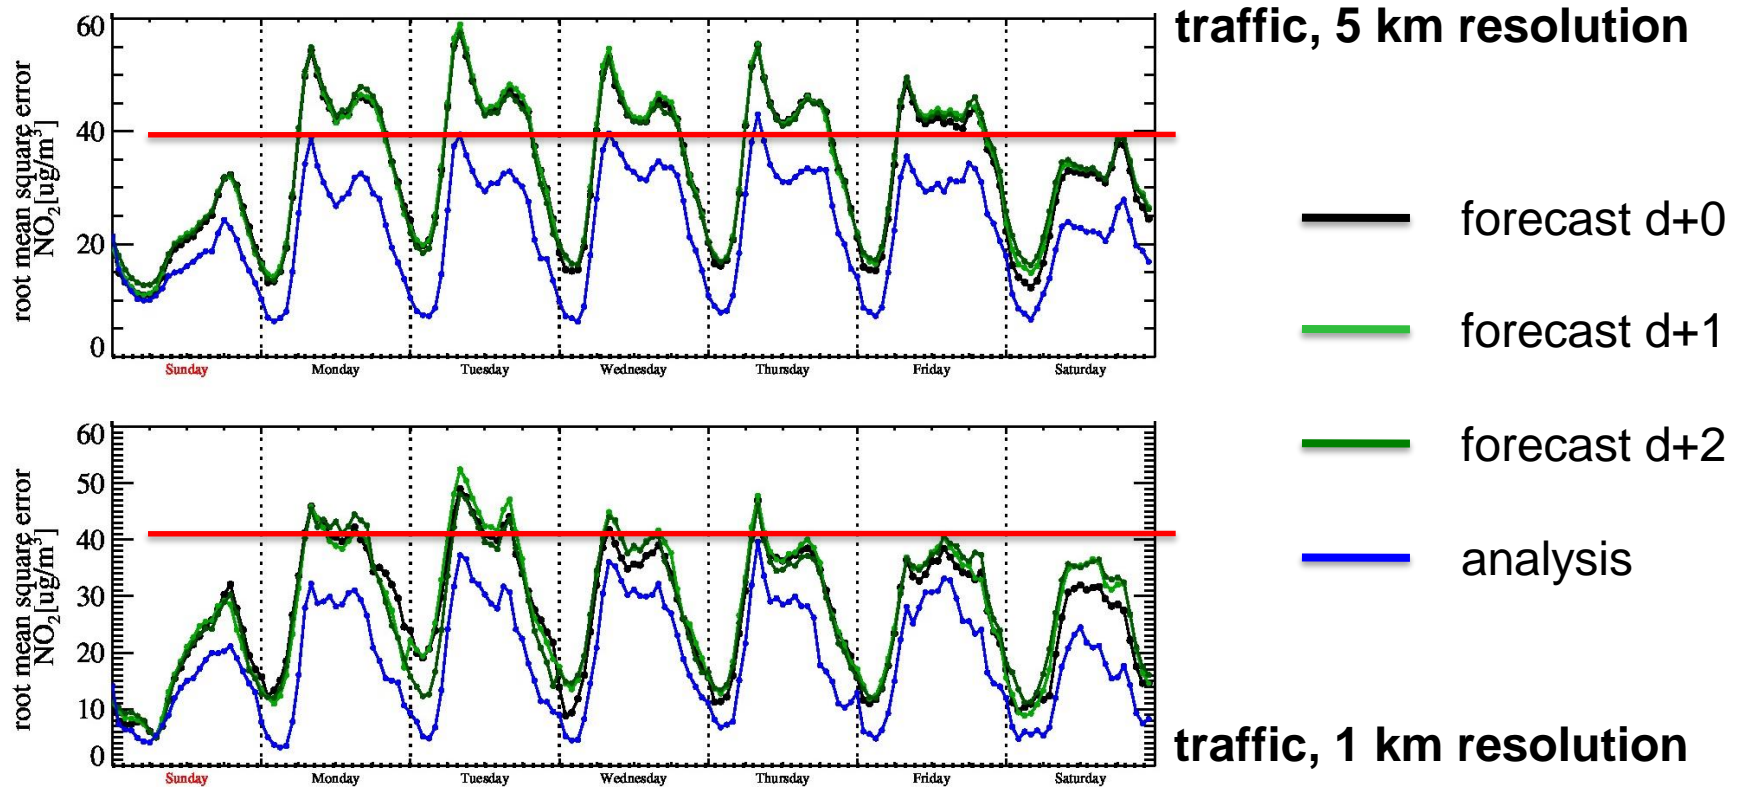 traffic, 5 km resolution
root mean square error
NO₂[ug/m³]
60
40
20
0
Sunday Monday Tuesday Wednesday Thursday Friday Saturday
forecast d+0
forecast d+1
forecast d+2
analysis
root mean square error
NO₂[ug/m³]
60
50
40
30
20
10
0
Sunday Monday Tuesday Wednesday Thursday Friday Saturday
traffic, 1 km resolution